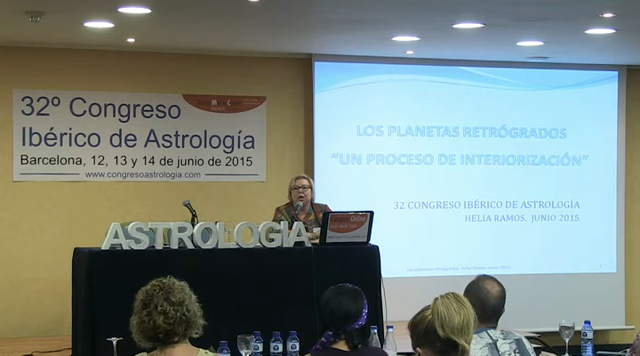 32º Congreso
Ibérico de Astrología
Barcelona, 12, 13 y 14 de junio de 2015
www.congresoastrologia.com
LOS PLANETAS RETRÓGRADOS
“UN PROCESO DE INTERIORIZACIÓN”
32 CONGRESO IBÉRICO DE ASTROLOGÍA
HELIA RAMOS. JUNIO 2015
ASTROLOGIA